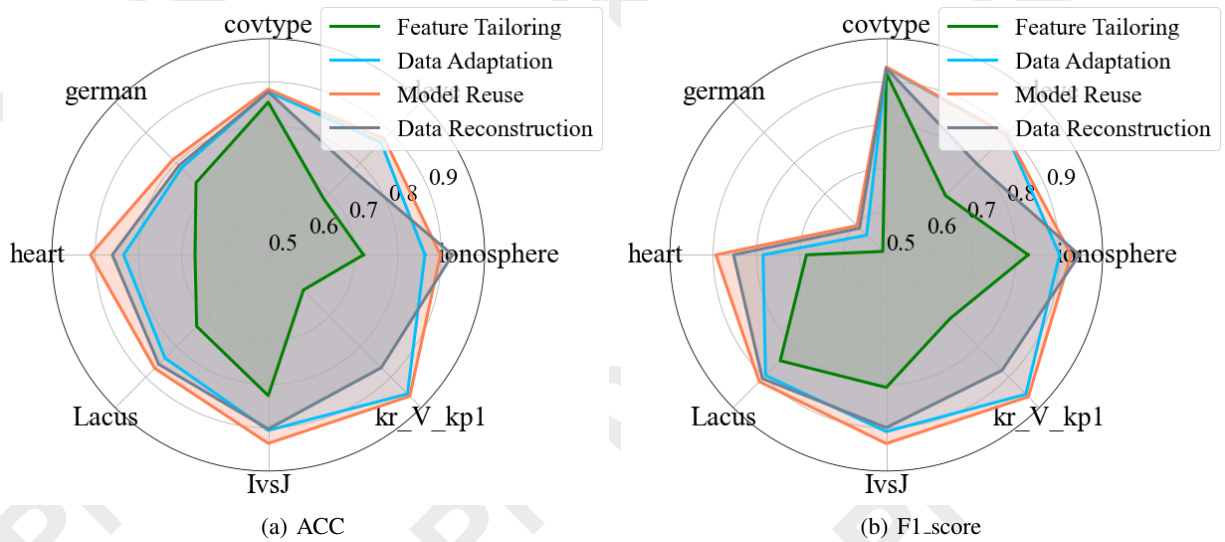 covtype
Feature Tailoring
Data Adaptation
Model Reuse
Data Reconstruction
german
0.9
0.8
0.7
0.6
0.5
heart
ionosphere
Lacus
kr_V_kp1
IvsJ
(a) ACC
covtype
Feature Tailoring
Data Adaptation
Model Reuse
Data Reconstruction
german
0.9
0.8
0.7
0.6
0.5
heart
ionosphere
Lacus
kr_V_kp1
IvsJ
(b) F1_score